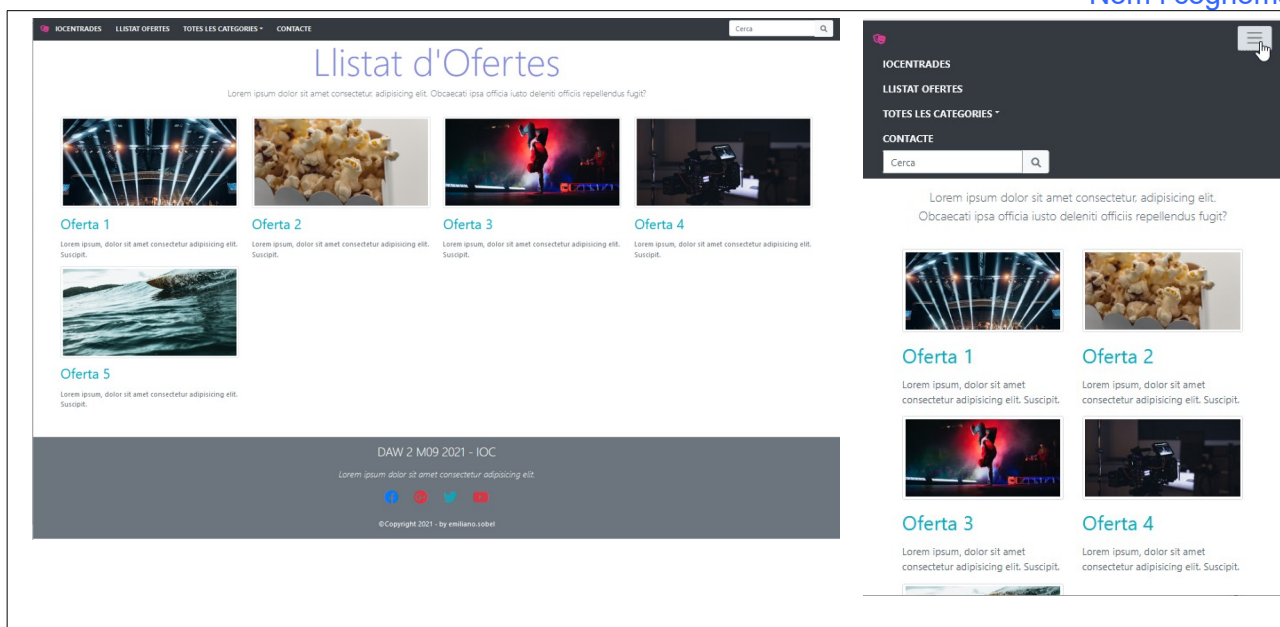 Nom i cognoms
IOCENTRADES LLISTAT OFERTES TOTES LES CATEGORIES CONTACTE Cerca
Llistat d'Ofertes
Lorem ipsum dolor sit amet consectetur. adipisicing elit. Obcaecati ipsa officia iusto deleniti officiis repellendus fugit?
Oferta 1 Oferta 2 Oferta 3 Oferta 4
Lorem ipsum, dolor sit amet consectetur adipisicing elit. Lorem ipsum, dolor sit amet consectetur adipisicing elit. Lorem ipsum, dolor sit amet consectetur adipisicing elit. Lorem ipsum, dolor sit amet consectetur adipisicing elit.
Suscipit. Suscipit. Suscipit. Suscipit.
Oferta 5
Lorem ipsum, dolor sit amet consectetur adipisicing elit.
Suscipit.
DAW 2 M09 2021 - IOC
Lorem ipsum dolor sit amet consectetur adipisicing elit.
©Copyright 2021 - by emiliano.sobel
IOCENTRADES
LLISTAT OFERTES
TOTES LES CATEGORIES
CONTACTE
Cerca
Lorem ipsum dolor sit amet consectetur. adipisicing elit.
Obcaecati ipsa officia iusto deleniti officiis repellendus fugit?
Oferta 1 Oferta 2
Lorem ipsum, dolor sit amet Lorem ipsum, dolor sit amet
consectetur adipisicing elit. Suscipit. consectetur adipisicing elit. Suscipit.
Oferta 3 Oferta 4
Lorem ipsum, dolor sit amet Lorem ipsum, dolor sit amet
consectetur adipisicing elit. Suscipit. consectetur adipisicing elit. Suscipit.